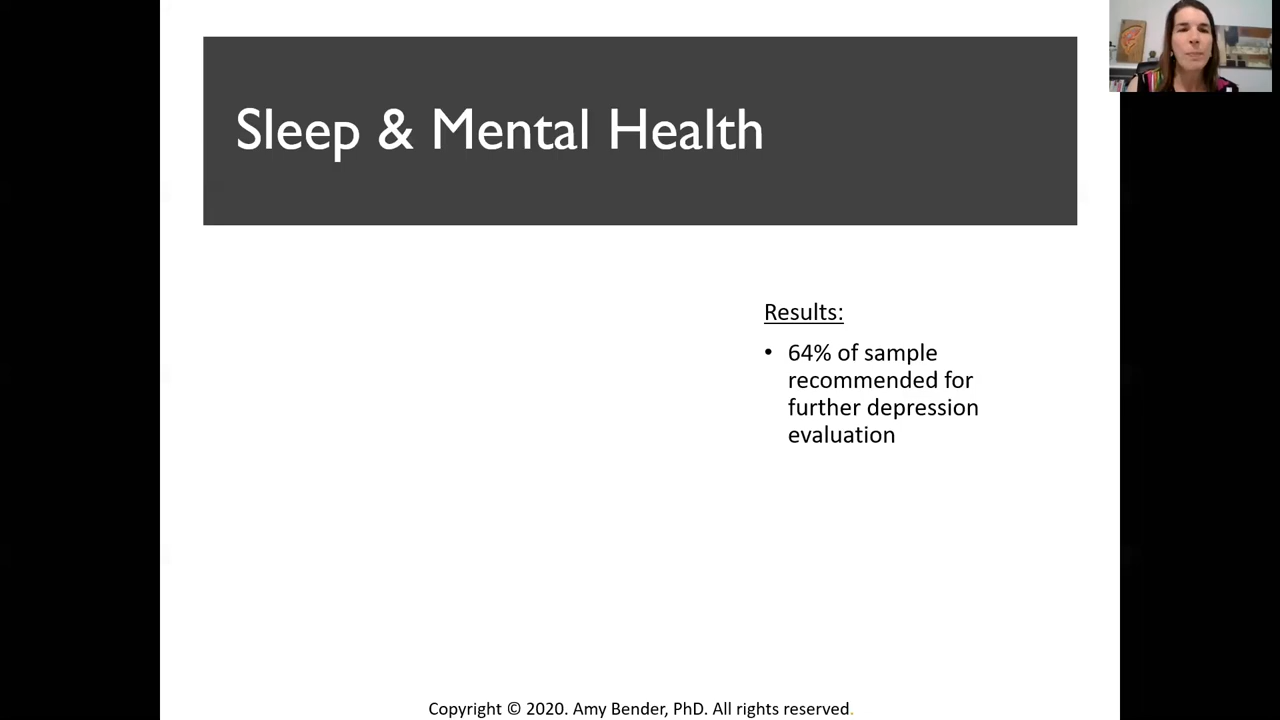 Sleep & Mental Health
Results:
• 64% of sample
recommended for
further depression
evaluation
Copyright © 2020. Amy Bender, PhD. All rights reserved.